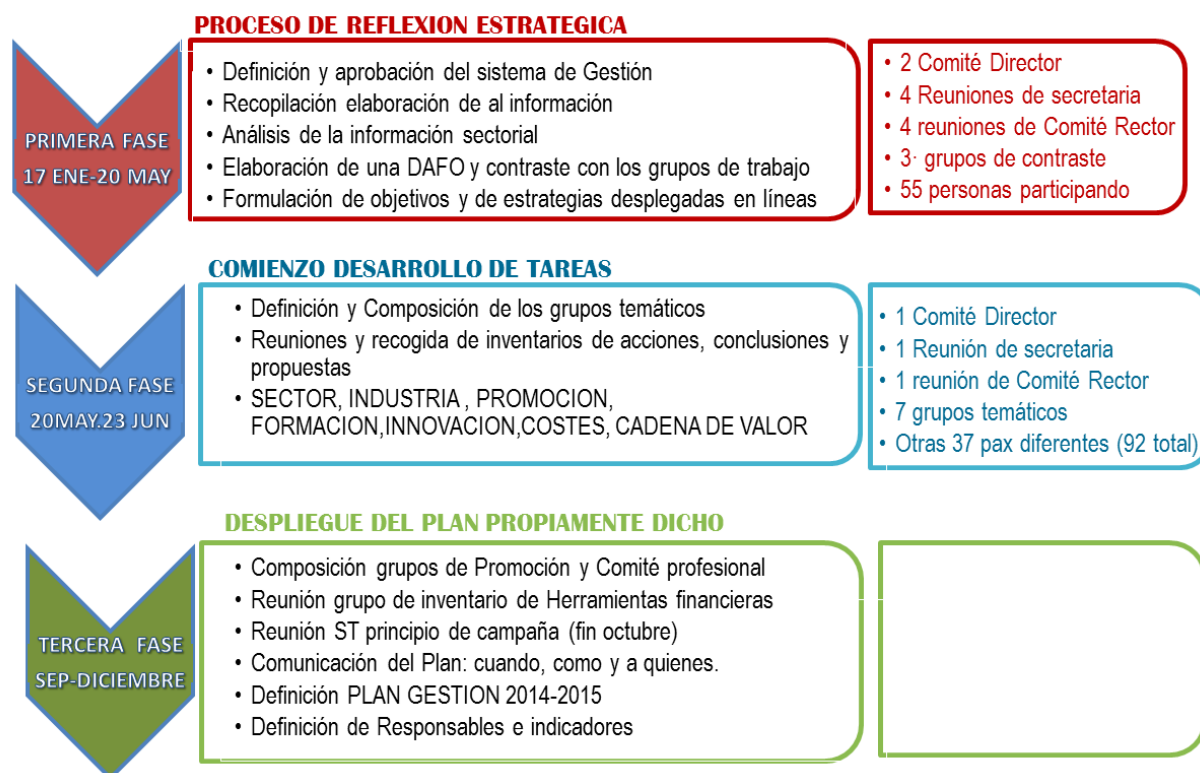 PROCESO DE REFLEXION ESTRATEGICA
PRIMERA FASE
17 ENE-20 MAY
• Definición y aprobación del sistema de Gestión
• Recopilación elaboración de al información
• Análisis de la información sectorial
• Elaboración de una DAFO y contraste con los grupos de trabajo
• Formulación de objetivos y de estrategias desplegadas en líneas
• 2 Comité Director
• 4 Reuniones de secretaria
• 4 reuniones de Comité Rector
• 3· grupos de contraste
• 55 personas participando
COMIENZO DESARROLLO DE TAREAS
SEGUNDA FASE
20MAY.23 JUN
• Definición y Composición de los grupos temáticos
• Reuniones y recogida de inventarios de acciones, conclusiones y
propuestas
• SECTOR, INDUSTRIA , PROMOCION,
FORMACION,INNOVACION,COSTES, CADENA DE VALOR
• 1 Comité Director
• 1 Reunión de secretaria
• 1 reunión de Comité Rector
• 7 grupos temáticos
• Otras 37 pax diferentes (92 total)
DESPLIEGUE DEL PLAN PROPIAMENTE DICHO
TERCERA FASE
SEP-DICIEMBRE
• Composición grupos de Promoción y Comité profesional
• Reunión grupo de inventario de Herramientas financieras
• Reunión ST principio de campaña (fin octubre)
• Comunicación del Plan: cuando, como y a quienes.
• Definición PLAN GESTION 2014-2015
• Definición de Responsables e indicadores